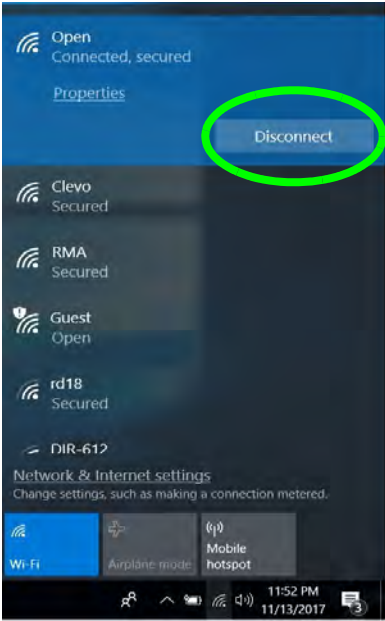 Open
Connected, secured
Properties
Disconnect
Clevo
Secured
RMA
Secured
Guest
Open
rd18
Secured
DIR-612
Network & Internet settings
Change settings, such as making a connection metered.
Wi-Fi
Airplane mode
Mobile
hotspot
11:52 PM
11/13/2017
3